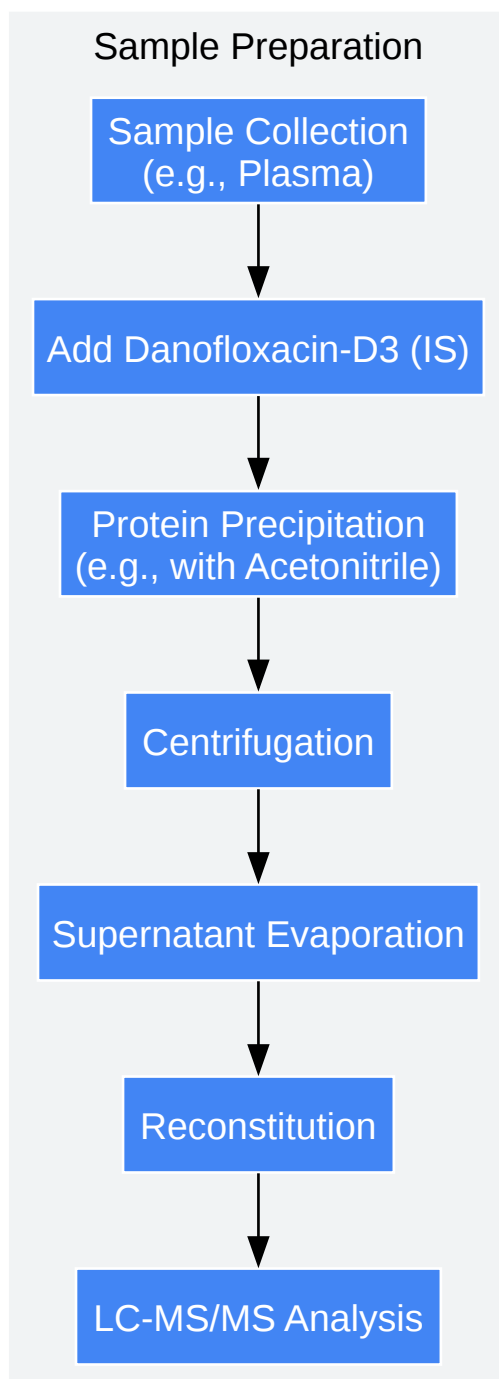 Sample Preparation
Sample Collection
(e.g., Plasma)
Add Danofloxacin-D3 (IS)
Protein Precipitation
(e.g., with Acetonitrile)
Centrifugation
Supernatant Evaporation
Reconstitution
LC-MS/MS Analysis